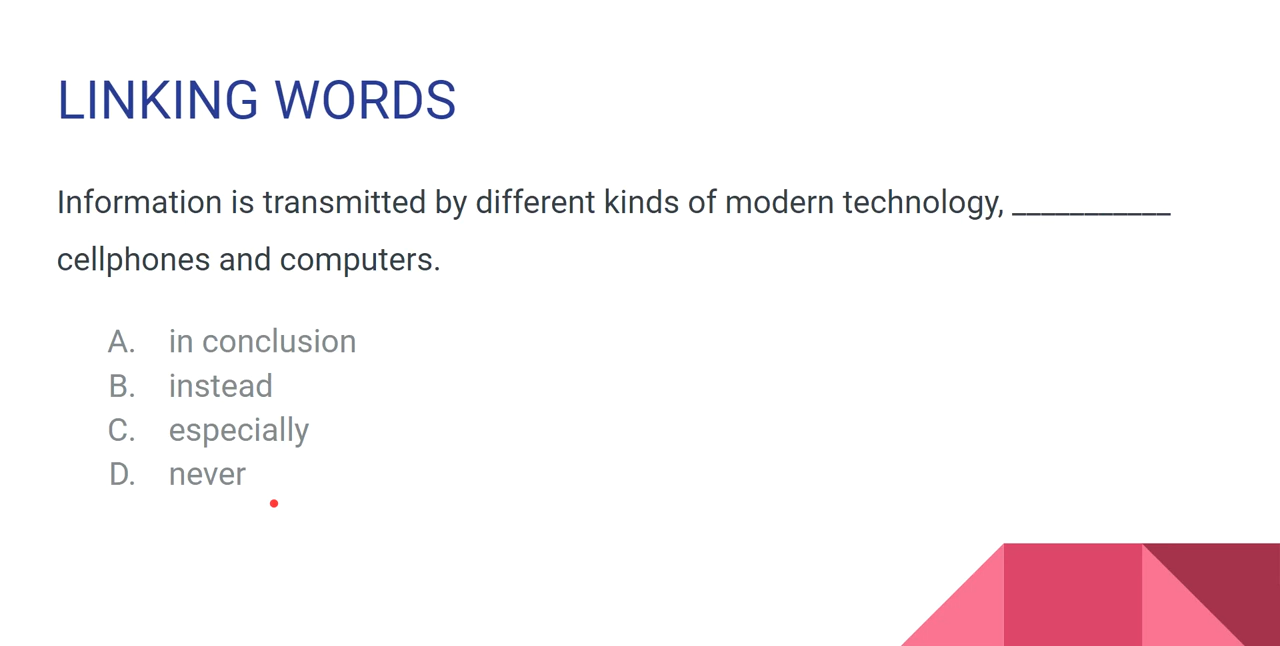 LINKING WORDS
Information is transmitted by different kinds of modern technology, ___________
cellphones and computers.
A. in conclusion
B. instead
C. especially
D. never